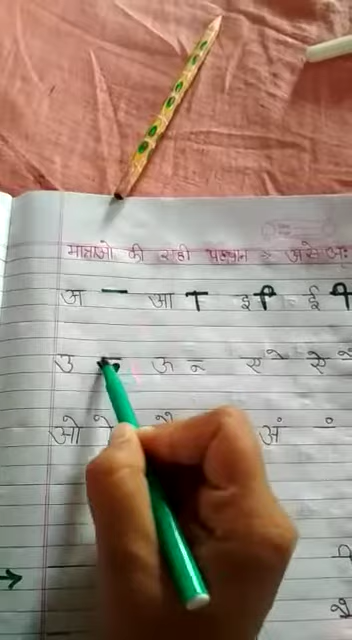 मात्राओं की सही पहचान → अ से अः
अ – आ ा इ ि ई ी
उ ु ऊ ू ए े ऐ ै
ओ अं ं